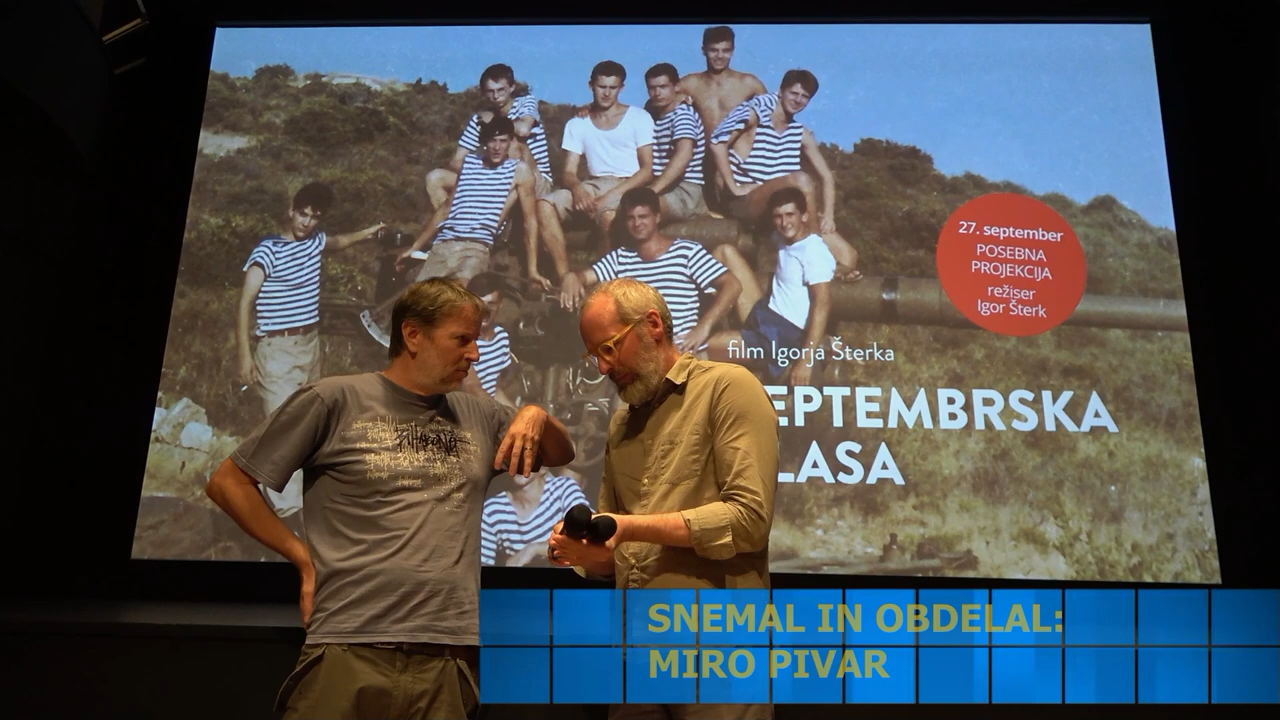 27. september
POSEBNA
PROJEKCIJA
režiser
Igor Šterk
film Igorja Šterka
EPTEMBRSKA
LASA
SNEMAL IN OBDELAL:
MIRO PIVAR